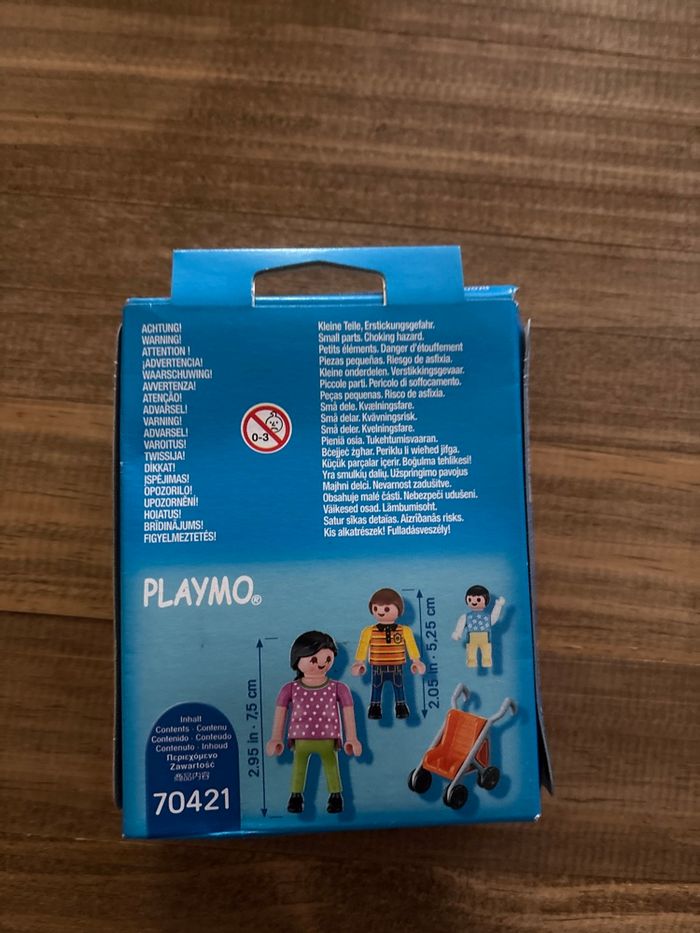 ACHTUNG!
WARNING!
ATTENTION !
¡ADVERTENCIA!
WAARSCHUWING!
AVVERTENZA!
ATENÇÃO!
ADVARSEL!
VARNING!
ADVARSEL!
VAROITUS!
TWISSIJA!
DİKKAT!
ĮSPĖJIMAS!
OPOZORILO!
UPOZORNĚNÍ!
HOIATUS!
BRĪDINĀJUMS!
FIGYELMEZTETÉS!
0-3
Kleine Teile, Erstickungsgefahr.
Small parts. Choking hazard.
Petits éléments. Danger d'étouffement
Piezas pequeñas. Riesgo de asfixia.
Kleine onderdelen. Verstikkingsgevaar.
Piccole parti. Pericolo di soffocamento.
Peças pequenas. Risco de asfixia.
Små dele. Kvælningsfare.
Små delar. Kvävningsrisk.
Små deler. Kvelningsfare.
Pieniä osia. Tukehtumisvaaran.
Bċejjeċ żgħar. Periklu li wieħed jifga.
Küçük parçalar içerir. Boğulma tehlikesi!
Yra smulkių dalių. Užspringimo pavojus
Majhni delci. Nevarnost zadušitve.
Obsahuje malé části. Nebezpečí udušení.
Väikesed osad. Lämbumisoht.
Satur sīkas detaļas. Aizrīšanās risks.
Kis alkatrészek! Fulladásveszély!
PLAYMO®
2.95 in · 7,5 cm
2.05 in · 5,25 cm
Inhalt
Contents · Contenu
Contenido · Conteudo
Contenuto · Inhoud
Περιεχόμενο
Zawartość
商品内容
70421